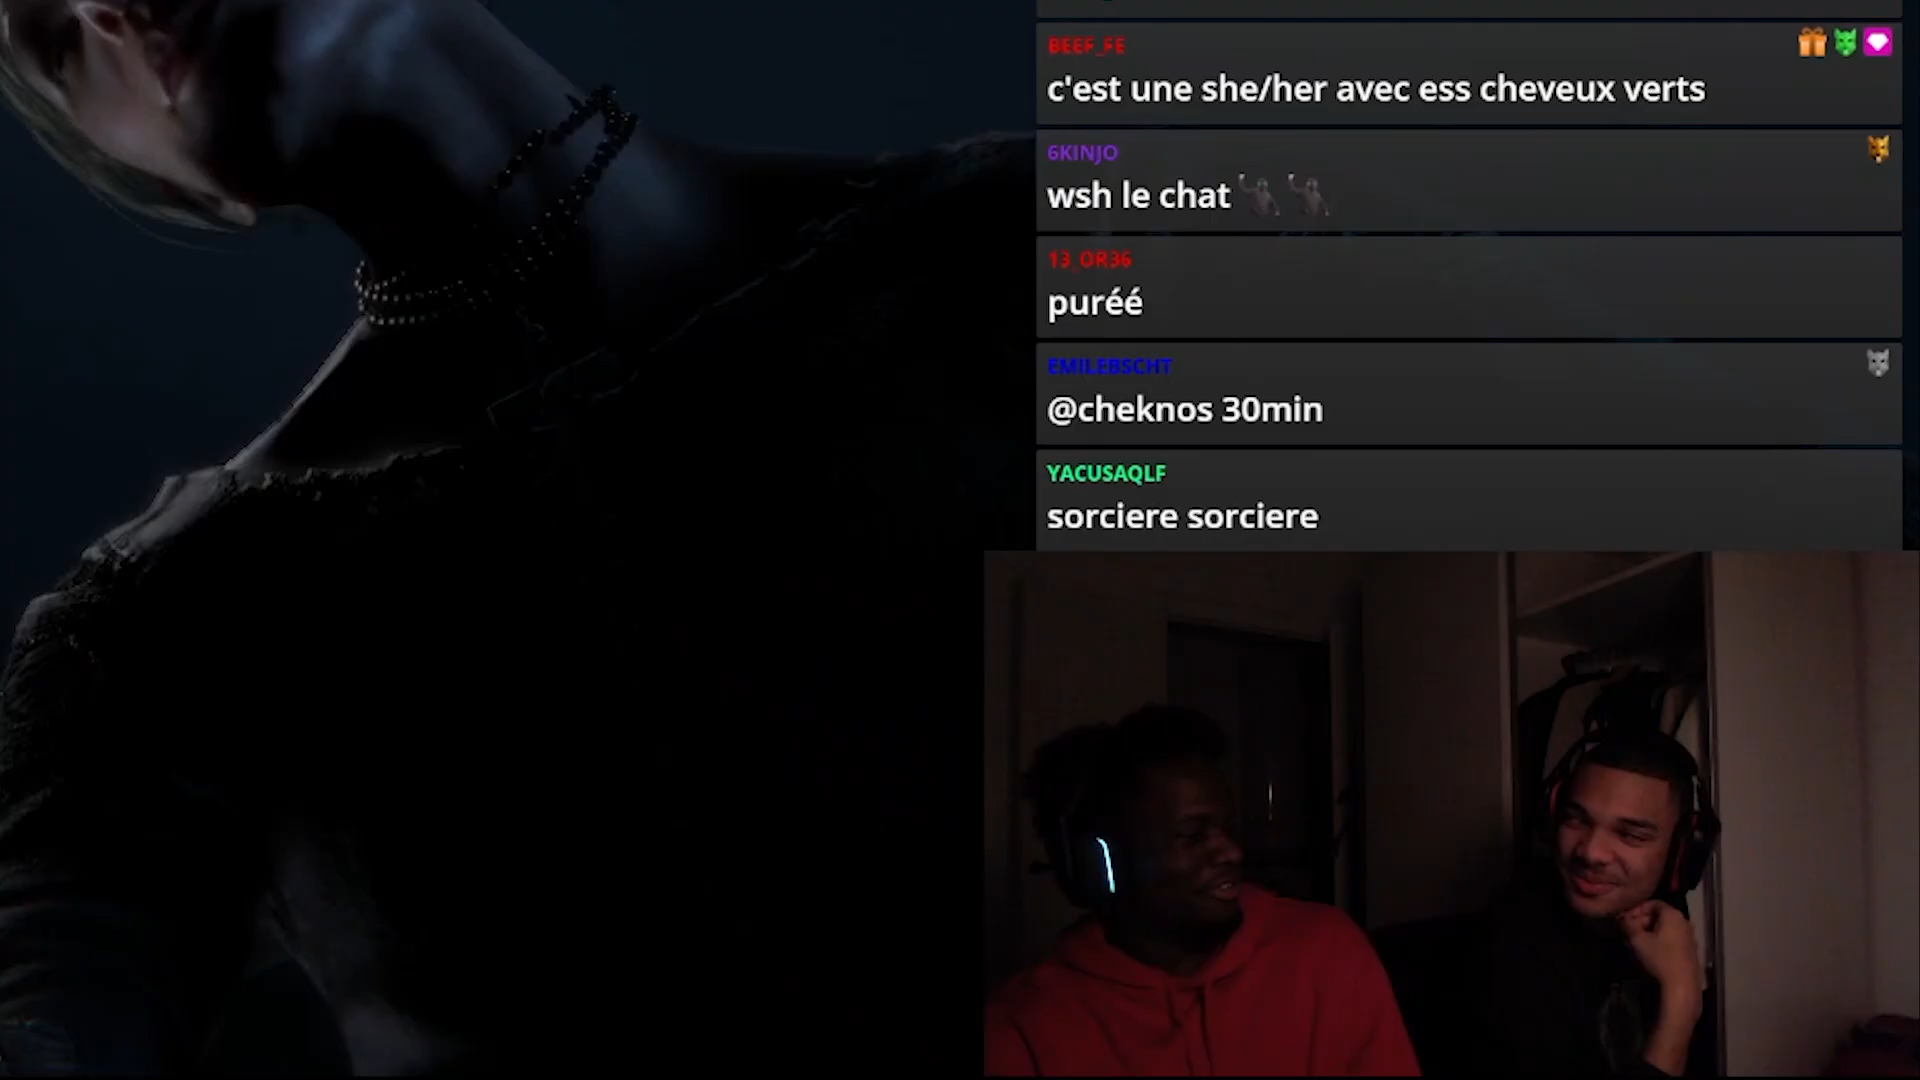 BEEF_FE
c'est une she/her avec ess cheveux verts
6KINJO
wsh le chat
13_OR36
puréé
EMILEBSCHT
@cheknos 30min
YACUSAQLF
sorciere sorciere